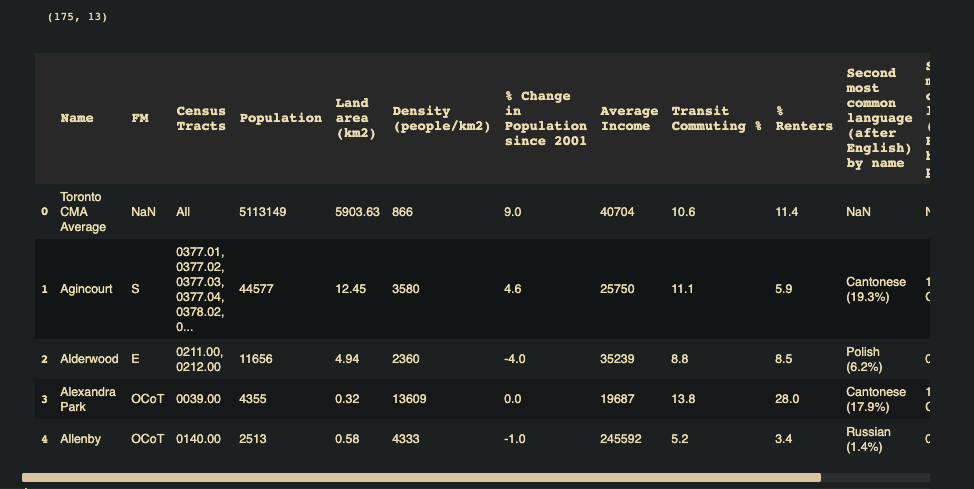 (175, 13)
Name FM Census Tracts Population Land area (km2) Density (people/km2) % Change in Population since 2001 Average Income Transit Commuting % % Renters Second most common language (after English) by name
0 Toronto CMA Average NaN All 5113149 5903.63 866 9.0 40704 10.6 11.4 NaN
1 Agincourt S 0377.01, 0377.02, 0377.03, 0377.04, 0378.02, 0... 44577 12.45 3580 4.6 25750 11.1 5.9 Cantonese (19.3%)
2 Alderwood E 0211.00, 0212.00 11656 4.94 2360 -4.0 35239 8.8 8.5 Polish (6.2%)
3 Alexandra Park OCoT 0039.00 4355 0.32 13609 0.0 19687 13.8 28.0 Cantonese (17.9%)
4 Allenby OCoT 0140.00 2513 0.58 4333 -1.0 245592 5.2 3.4 Russian (1.4%)